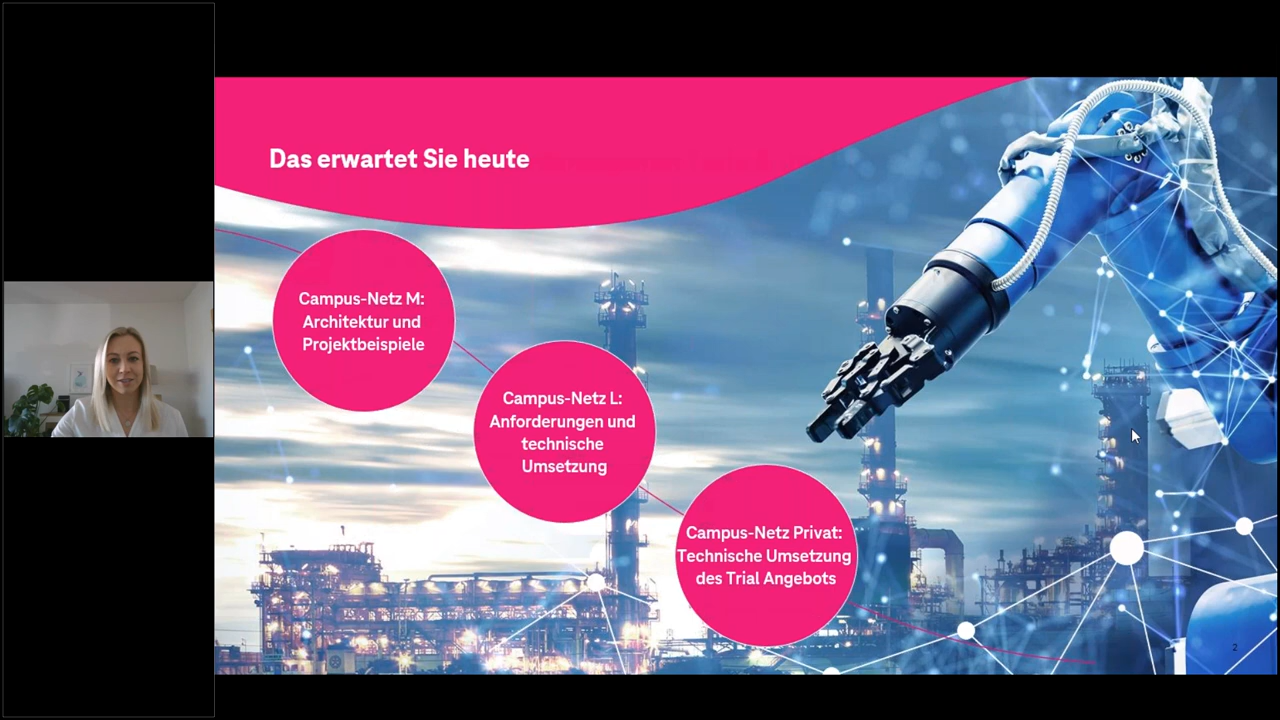 Das erwartet Sie heute
Campus-Netz M:
Architektur und
Projektbeispiele
Campus-Netz L:
Anforderungen und
technische
Umsetzung
Campus-Netz Privat:
Technische Umsetzung
des Trial Angebots
2